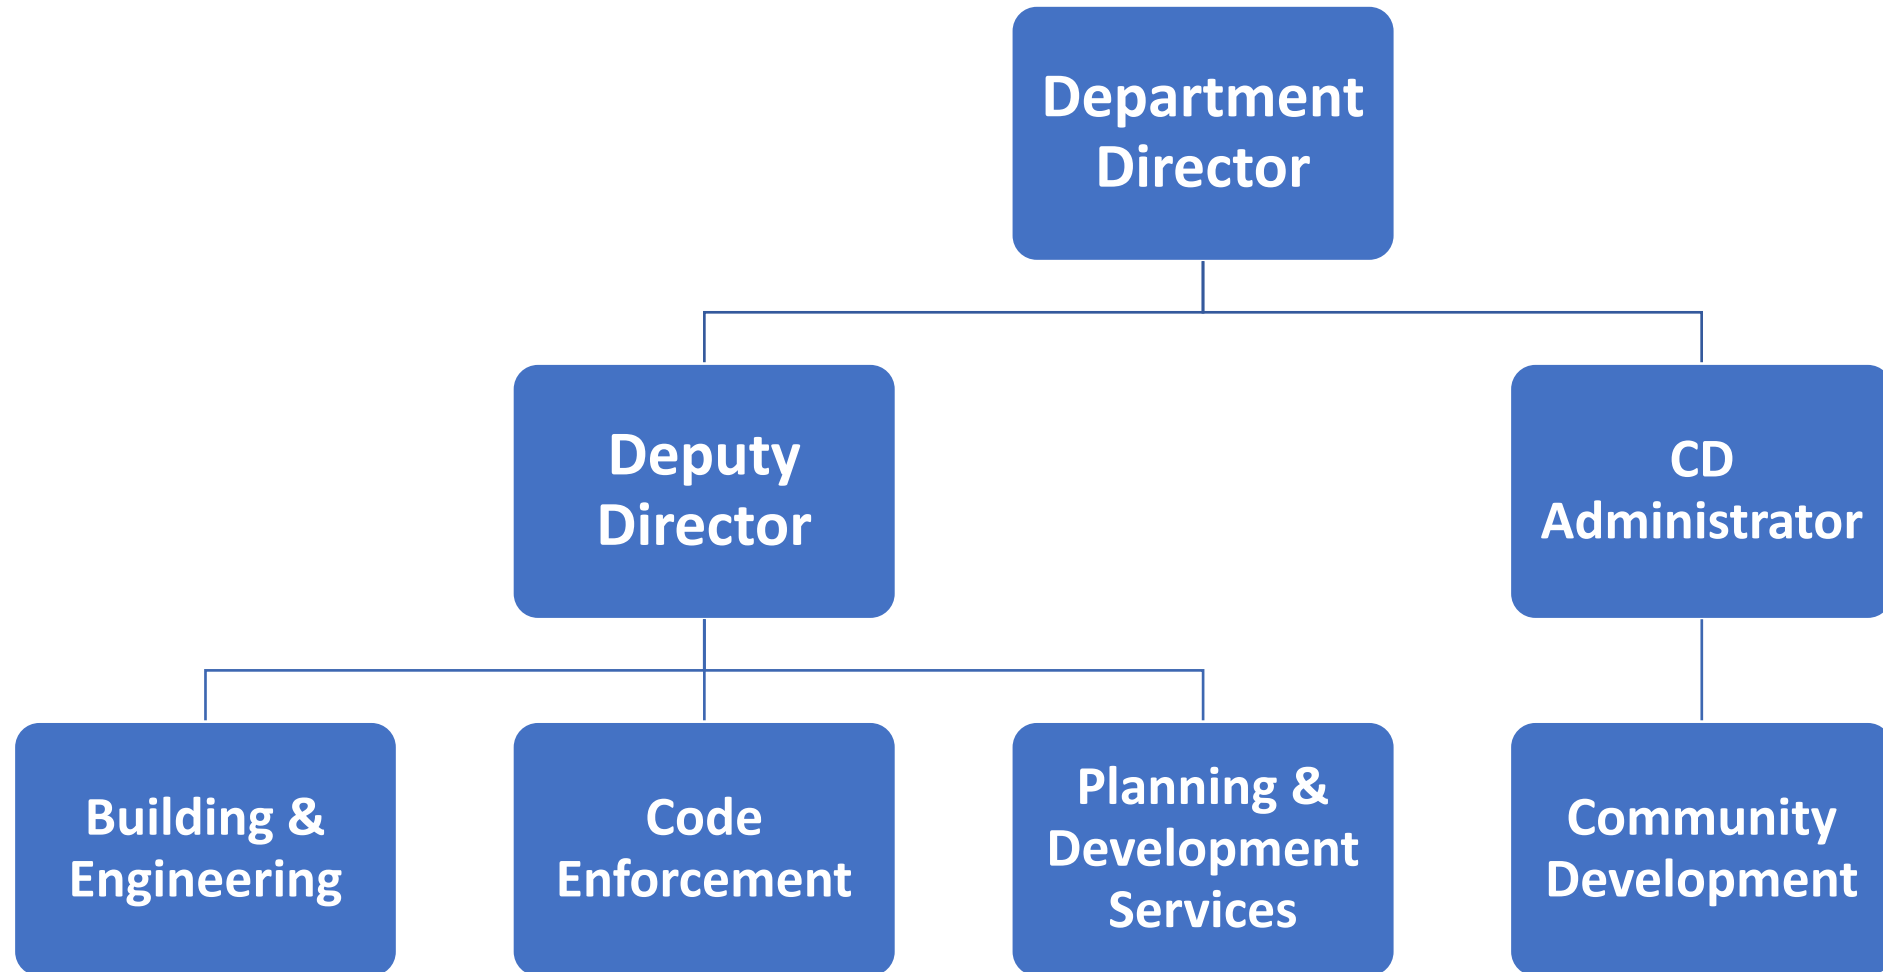 Department
Director
Deputy
Director
CD
Administrator
Building &
Engineering
Code
Enforcement
Planning &
Development
Services
Community
Development